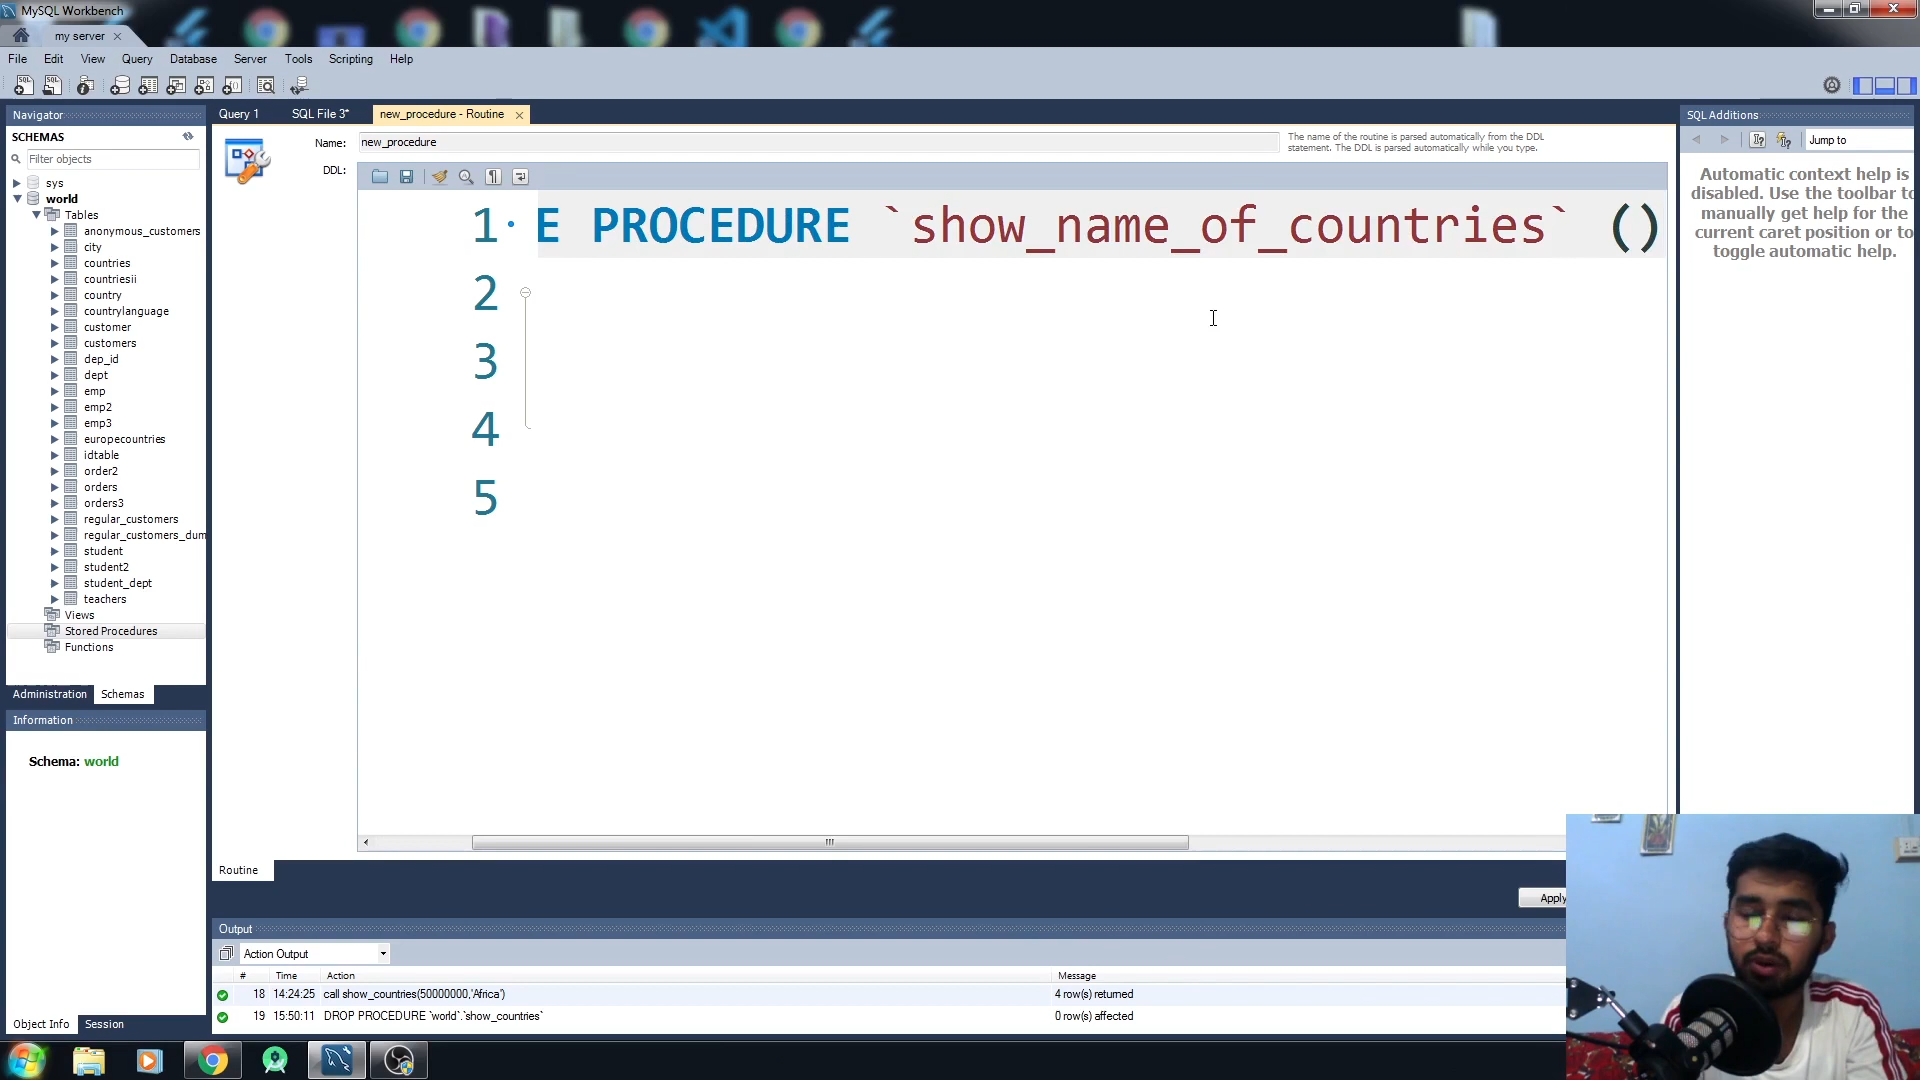 MySQL Workbench
my server
File Edit View Query Database Server Tools Scripting Help
Navigator
SCHEMAS
Filter objects
sys
world
Tables
anonymous_customers
city
countries
countriesii
country
countrylanguage
customer
customers
dep_id
dept
emp
emp2
emp3
europecountries
idtable
order2
orders
orders3
regular_customers
regular_customers_dum
student
student2
student_dept
teachers
Views
Stored Procedures
Functions
Administration Schemas
Information
Schema: world
Object Info Session
Query 1 SQL File 3* new_procedure - Routine
Name: new_procedure
The name of the routine is parsed automatically from the DDL
statement. The DDL is parsed automatically while you type.
DDL:
1 E PROCEDURE `show_name_of_countries` ()
2
3
4
5
Routine
Apply
Output
Action Output
# Time Action Message
18 14:24:25 call show_countries(50000000,'Africa') 4 row(s) returned
19 15:50:11 DROP PROCEDURE `world`.`show_countries` 0 row(s) affected
SQL Additions
Jump to
Automatic context help is
disabled. Use the toolbar to
manually get help for the
current caret position or to
toggle automatic help.